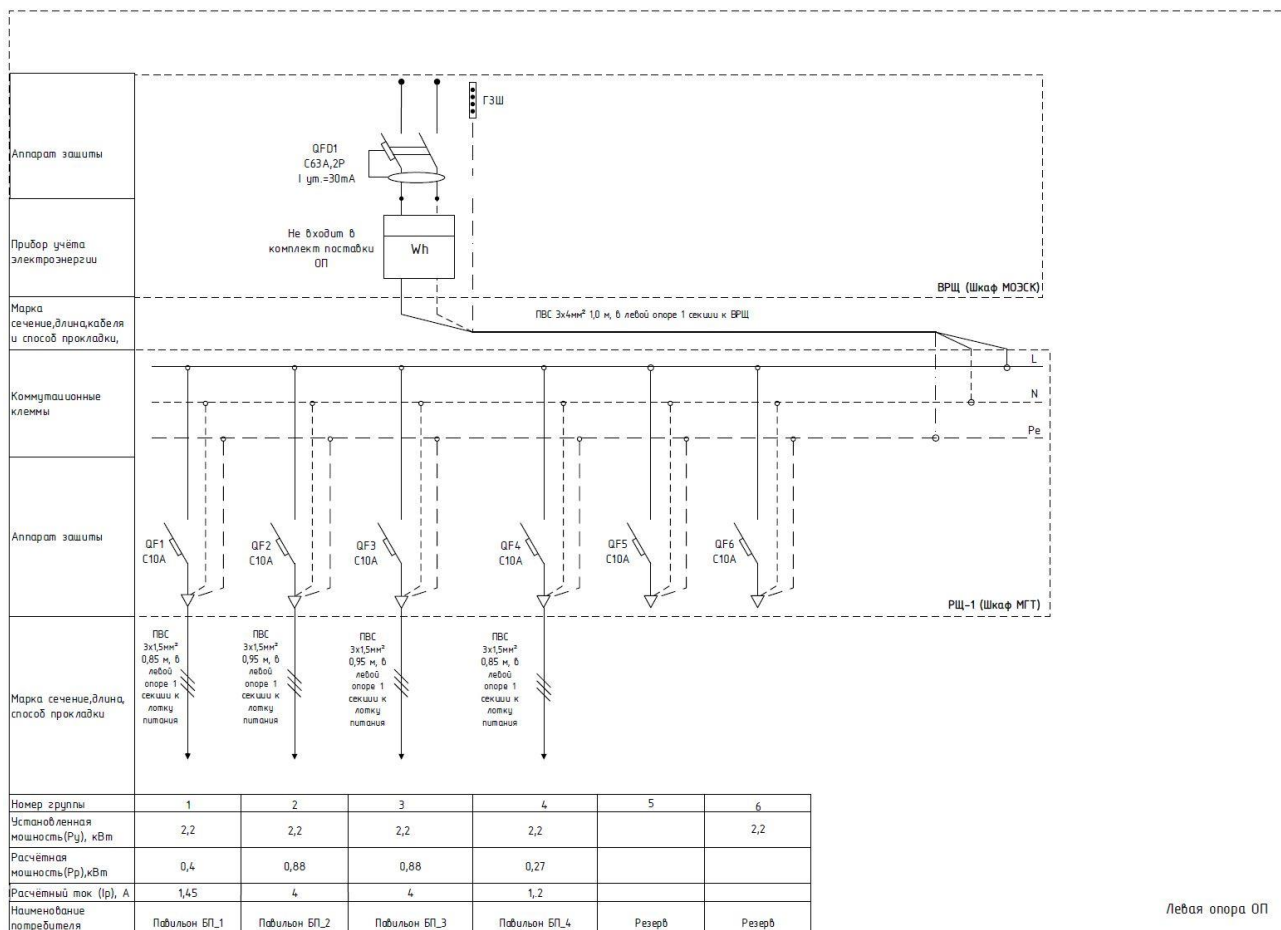 Аппарат защиты
QFD1
C63A,2P
I ут.=30mA
ГЗШ
Прибор учёта
электроэнергии
Не входит в
комплект поставки
ОП
Wh
ВРЩ (Шкаф МОЭСК)
Марка
сечение,длина,кабеля
и способ прокладки,
ПВС 3х4мм² 1,0 м, в левой опоре 1 секции к ВРЩ
Коммутационные
клеммы
L
N
Pe
Аппарат защиты
QF1
C10A
QF2
C10A
QF3
C10A
QF4
C10A
QF5
C10A
QF6
C10A
РЩ-1 (Шкаф МГТ)
Марка сечение,длина,
способ прокладки
ПВС
3х1,5мм²
0,85 м, в
левой
опоре 1
секции к
лотку
питания
ПВС
3х1,5мм²
0,95 м, в
левой
опоре 1
секции к
лотку
питания
ПВС
3х1,5мм²
0,95 м, в
левой
опоре 1
секции к
лотку
питания
ПВС
3х1,5мм²
0,85 м, в
левой
опоре 1
секции к
лотку
питания
Номер группы 1 2 3 4 5 6
Установленная
мощность(Ру), кВт 2,2 2,2 2,2 2,2 2,2
Расчётная
мощность(Рр),кВт 0,4 0,88 0,88 0,27
Расчётный ток (Iр), А 1,45 4 4 1,2
Наименование
потребителя Павильон БП_1 Павильон БП_2 Павильон БП_3 Павильон БП_4 Резерв Резерв
Левая опора ОП